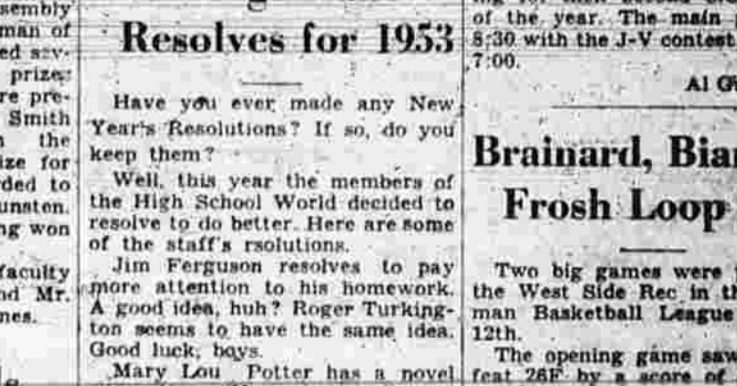 sembly
man of
prize;
re pre-
Smith
the
ize for
ded to
unsten.
ng won
faculty
nd Mr.
nes.
Resolves for 1953
Have you ever made any New
Year's Resolutions? If so, do you
keep them?
Well, this year the members of
the High School World decided to
resolve to do better. Here are some
of the staff's rsolutions.
Jim Ferguson resolves to pay
more attention to his homework.
A good idea, huh? Roger Turking-
ton seems to have the same idea.
Good luck, boys.
Mary Lou Potter has a novel
of the year. The main
8:30 with the J-V contest
7:00.
Al
Brainard, Bia
Frosh Loop
Two big games were
the West Side Rec in th
man Basketball League
12th.
The opening game saw
feat 26F by a score of